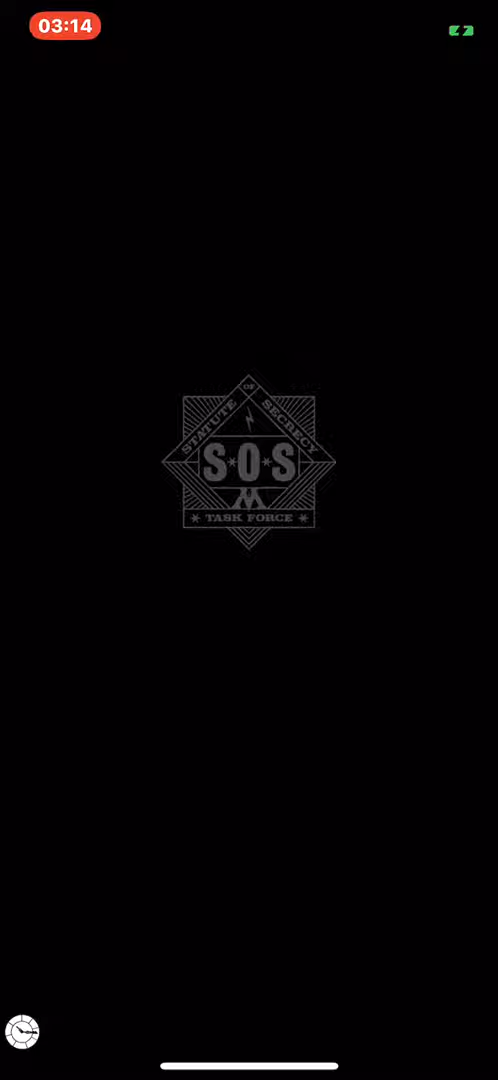 03:14
OF
STATUTE SECRECY
S*O*S
* TASK FORCE *